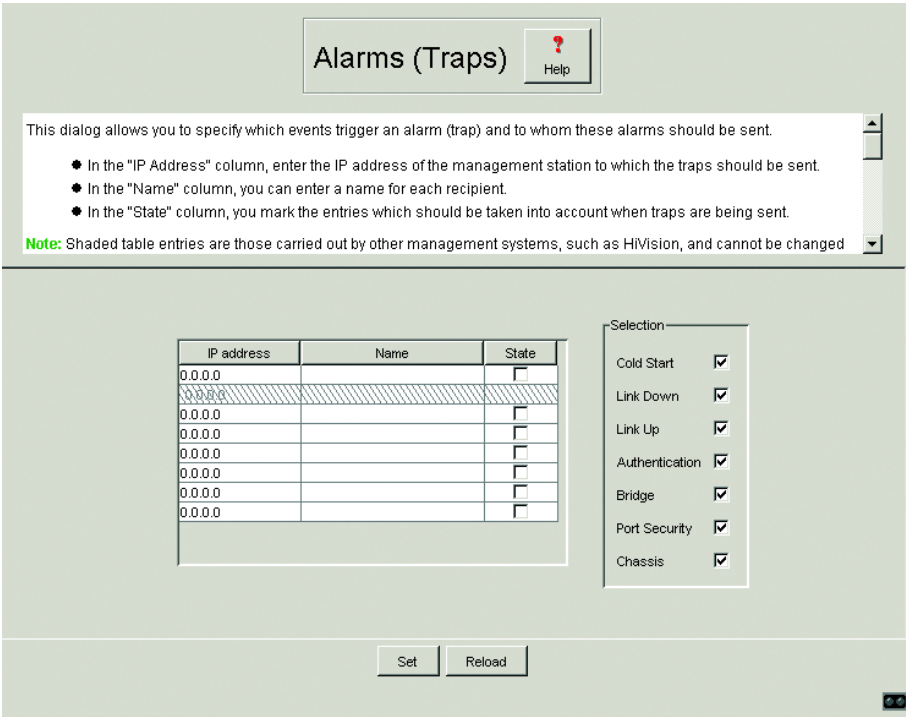 Alarms (Traps)
?
Help
This dialog allows you to specify which events trigger an alarm (trap) and to whom these alarms should be sent.
In the "IP Address" column, enter the IP address of the management station to which the traps should be sent.
In the "Name" column, you can enter a name for each recipient.
In the "State" column, you mark the entries which should be taken into account when traps are being sent.
Note: Shaded table entries are those carried out by other management systems, such as HiVision, and cannot be changed
IP address Name State
0.0.0.0
0.0.0.0
0.0.0.0
0.0.0.0
0.0.0.0
0.0.0.0
0.0.0.0
0.0.0.0
Selection
Cold Start
Link Down
Link Up
Authentication
Bridge
Port Security
Chassis
Set Reload